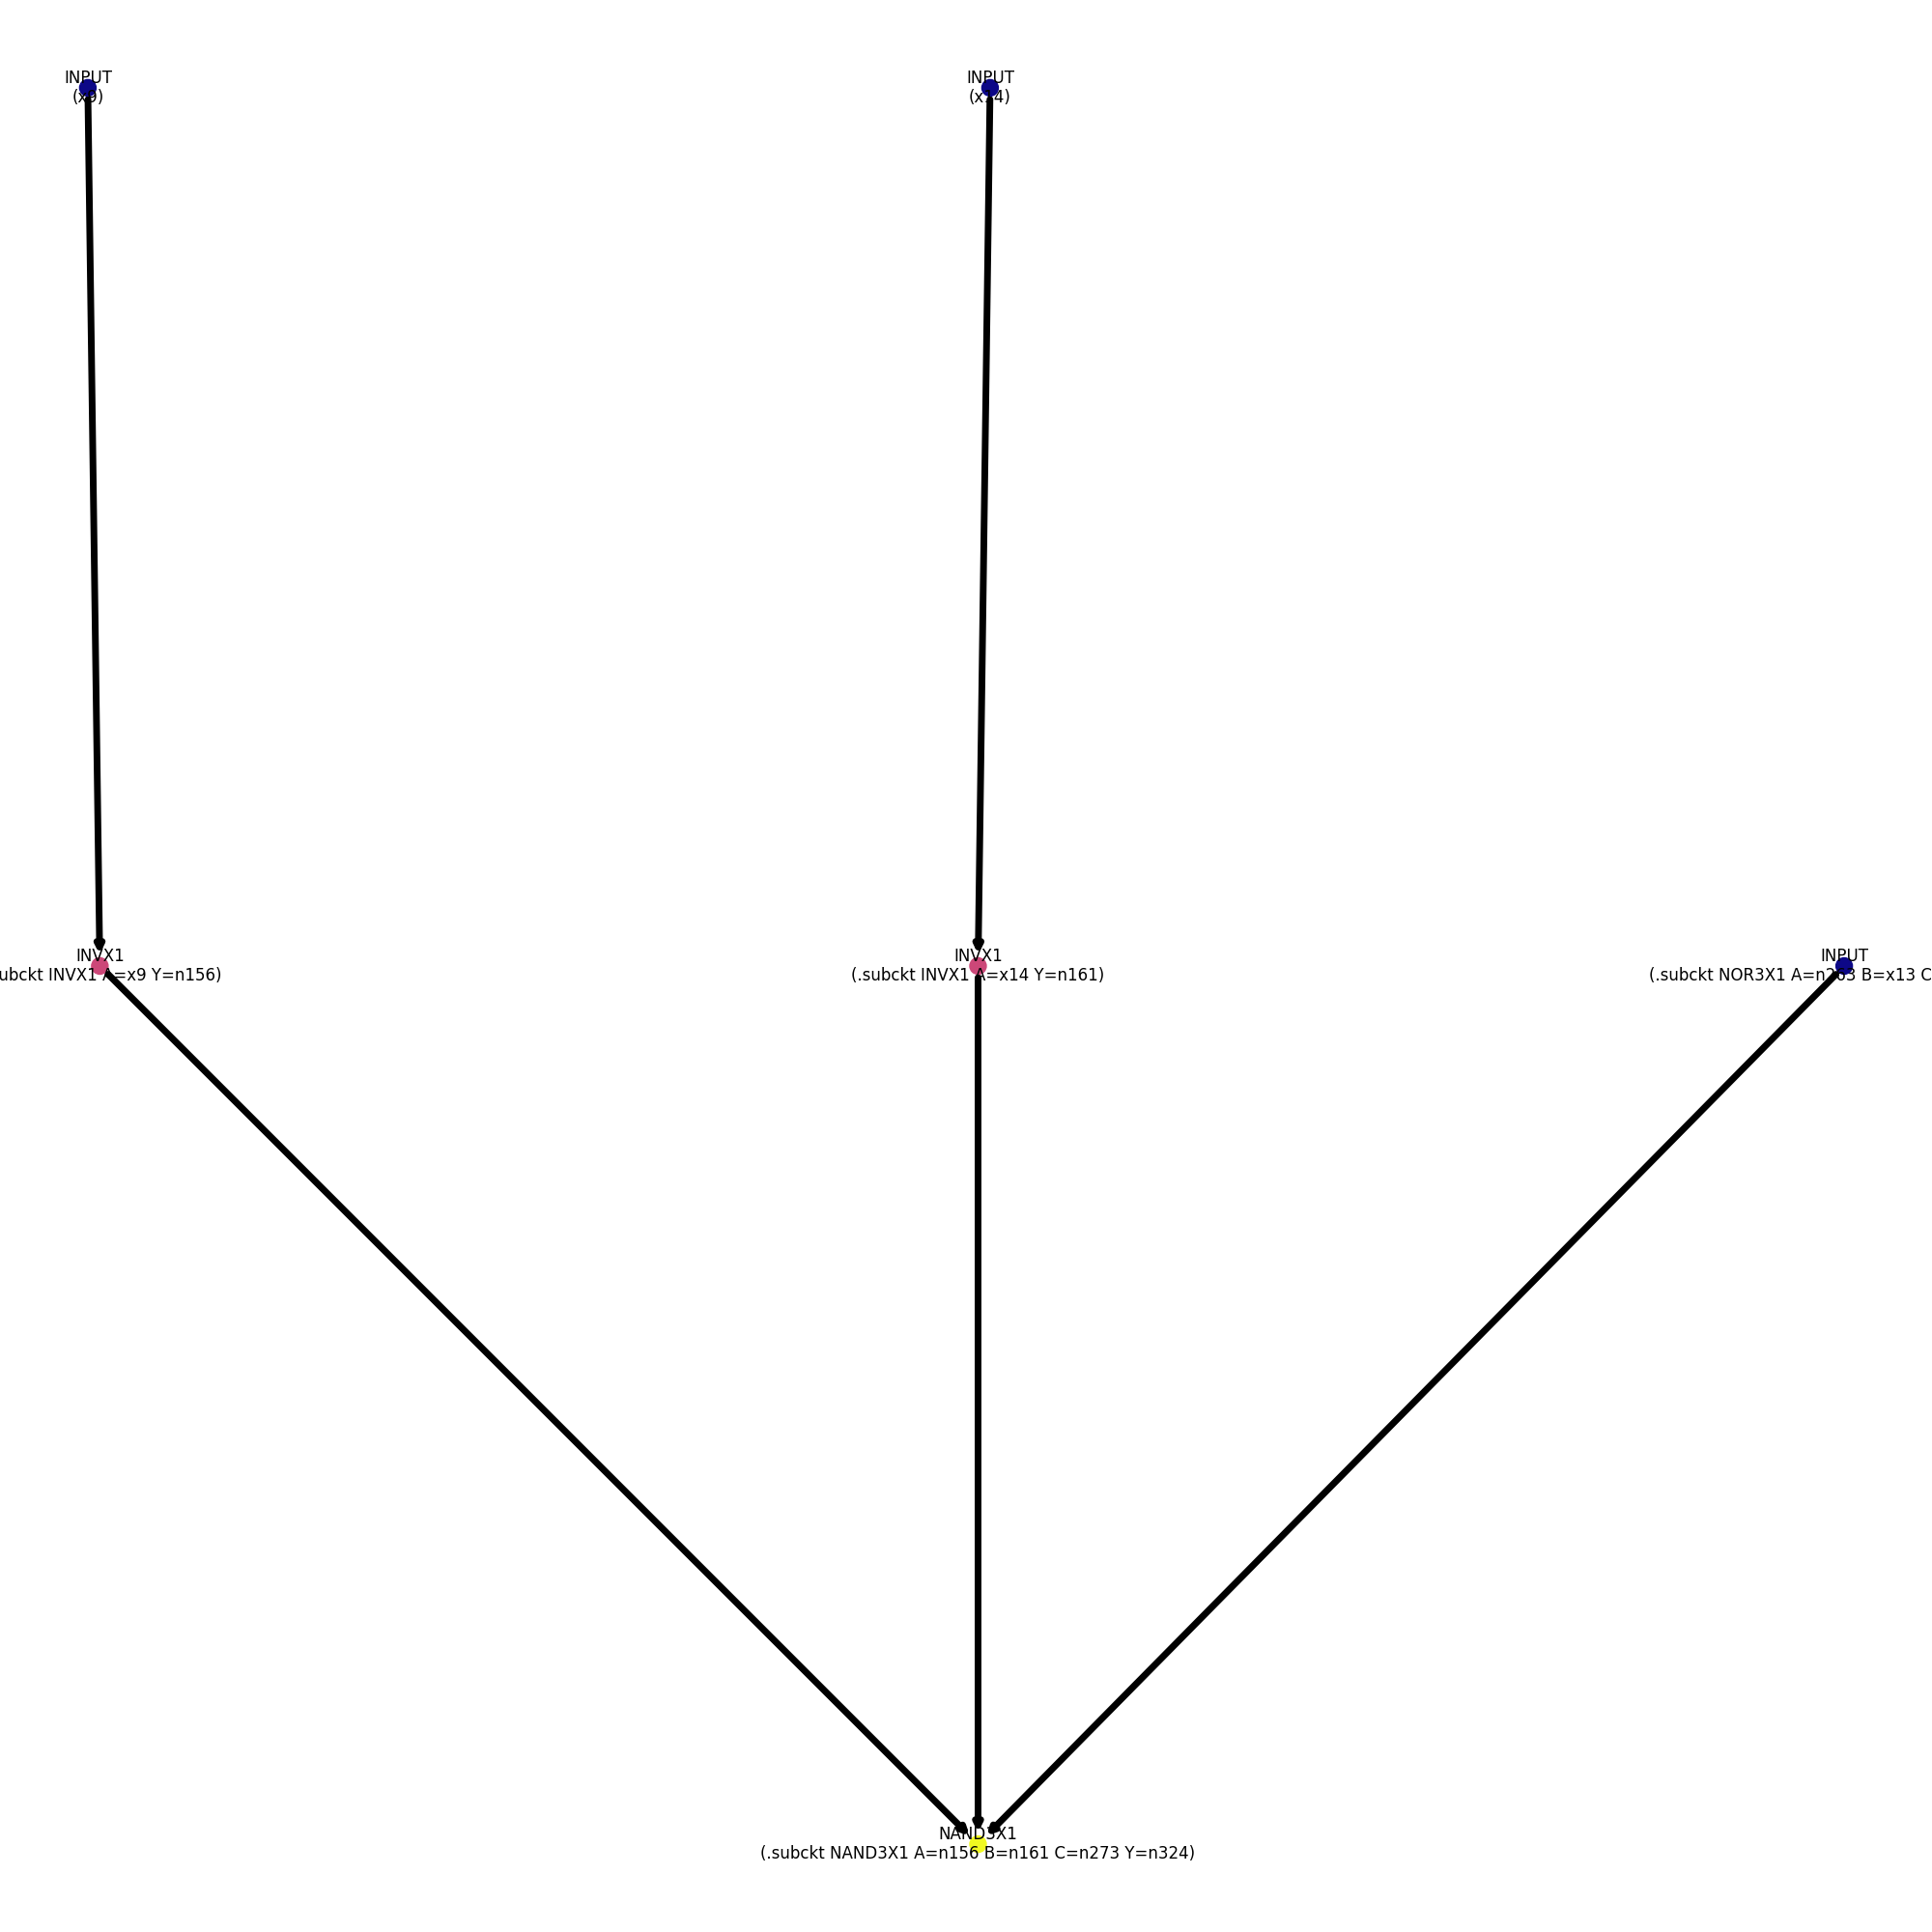 INPUT
(x9)
INPUT
(x14)
INVX1
ubckt INVX1 A=x9 Y=n156)
INVX1
(.subckt INVX1 A=x14 Y=n161)
INPUT
(.subckt NOR3X1 A=n263 B=x13 C
NAND3X1
(.subckt NAND3X1 A=n156 B=n161 C=n273 Y=n324)